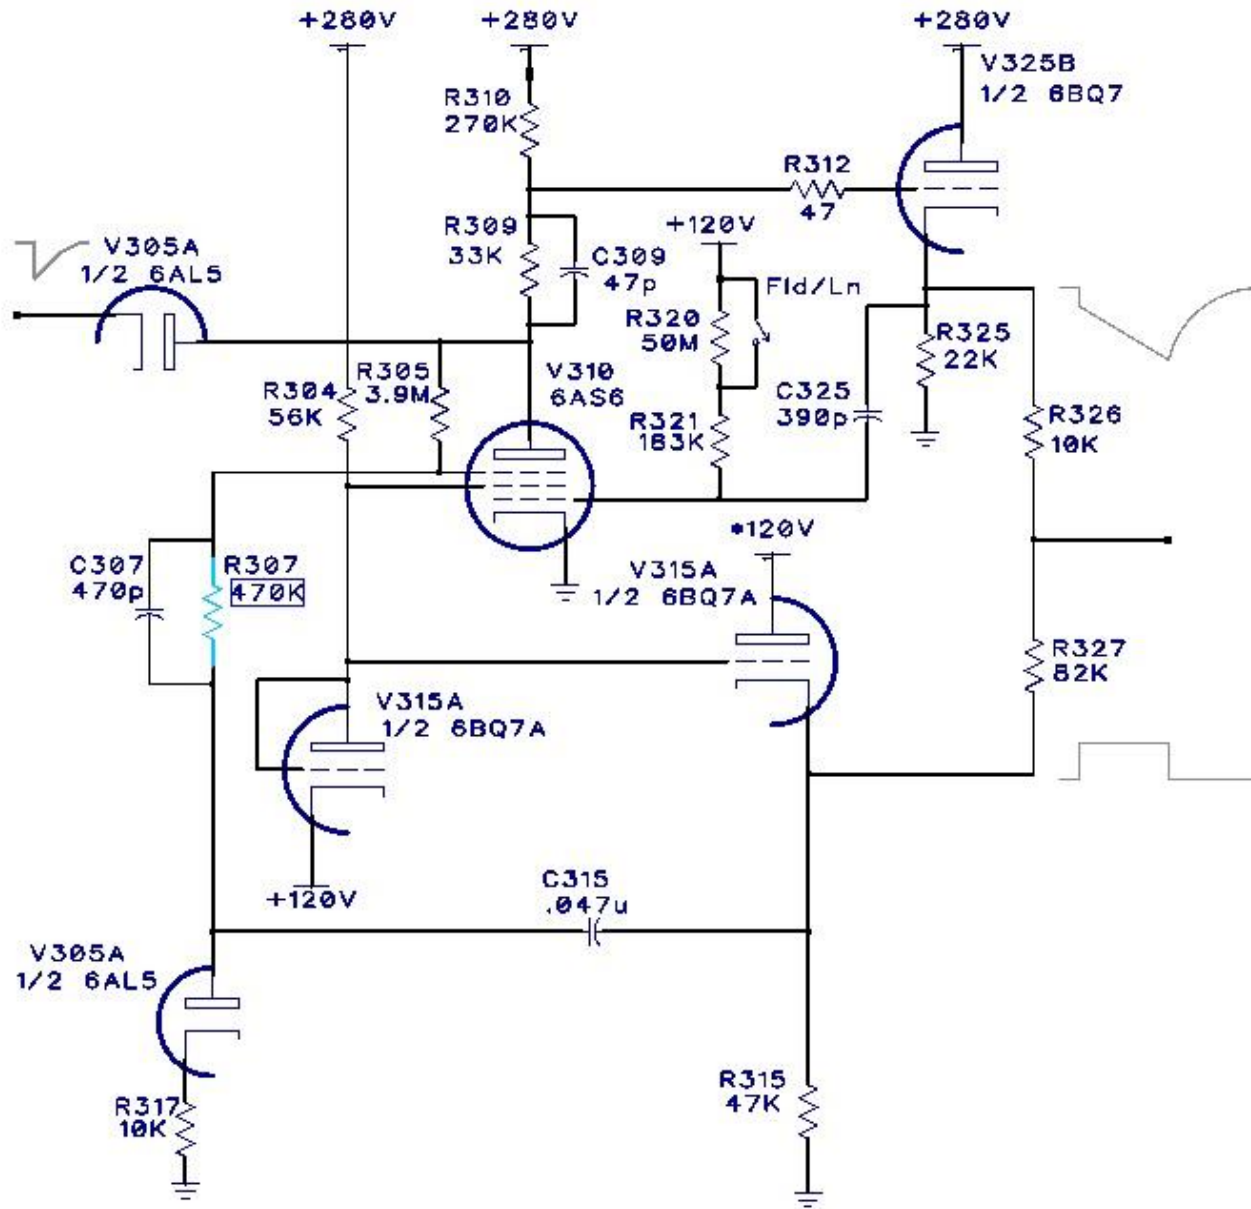 +280V
+280V
+280V
V325B
1/2 6BQ7
R310
270K
R312
47
+120V
V305A
1/2 6AL5
R309
33K
C309
47p
Fld/Ln
R320
50M
R325
22K
R304
56K
R305
3.9M
V310
6AS6
C325
390p
R321
183K
R326
10K
*120V
V315A
1/2 6BQ7A
C307
470p
R307
470K
R327
82K
V315A
1/2 6BQ7A
+120V
C315
.047u
V305A
1/2 6AL5
R317
10K
R315
47K